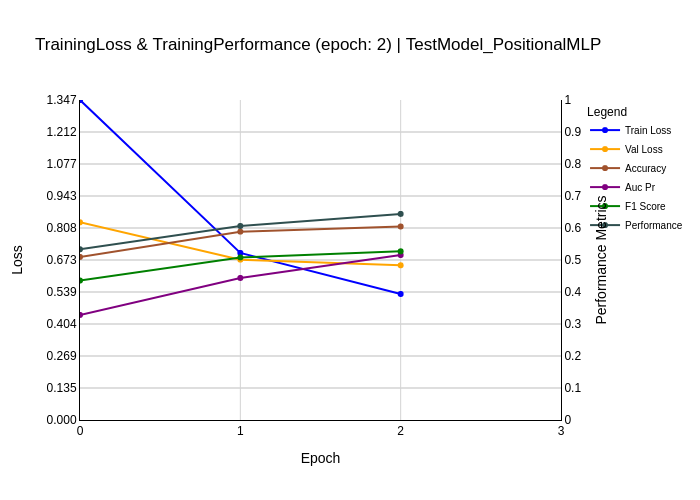 TrainingLoss & TrainingPerformance (epoch: 2) | TestModel_PositionalMLP
1.347
1.212
1.077
0.943
0.808
0.673
0.539
0.404
0.269
0.135
0.000
Loss
0
1
2
3
Epoch
1
0.9
0.8
0.7
0.6
0.5
0.4
0.3
0.2
0.1
0
Performance Metrics
Legend
Train Loss
Val Loss
Accuracy
Auc Pr
F1 Score
Performance